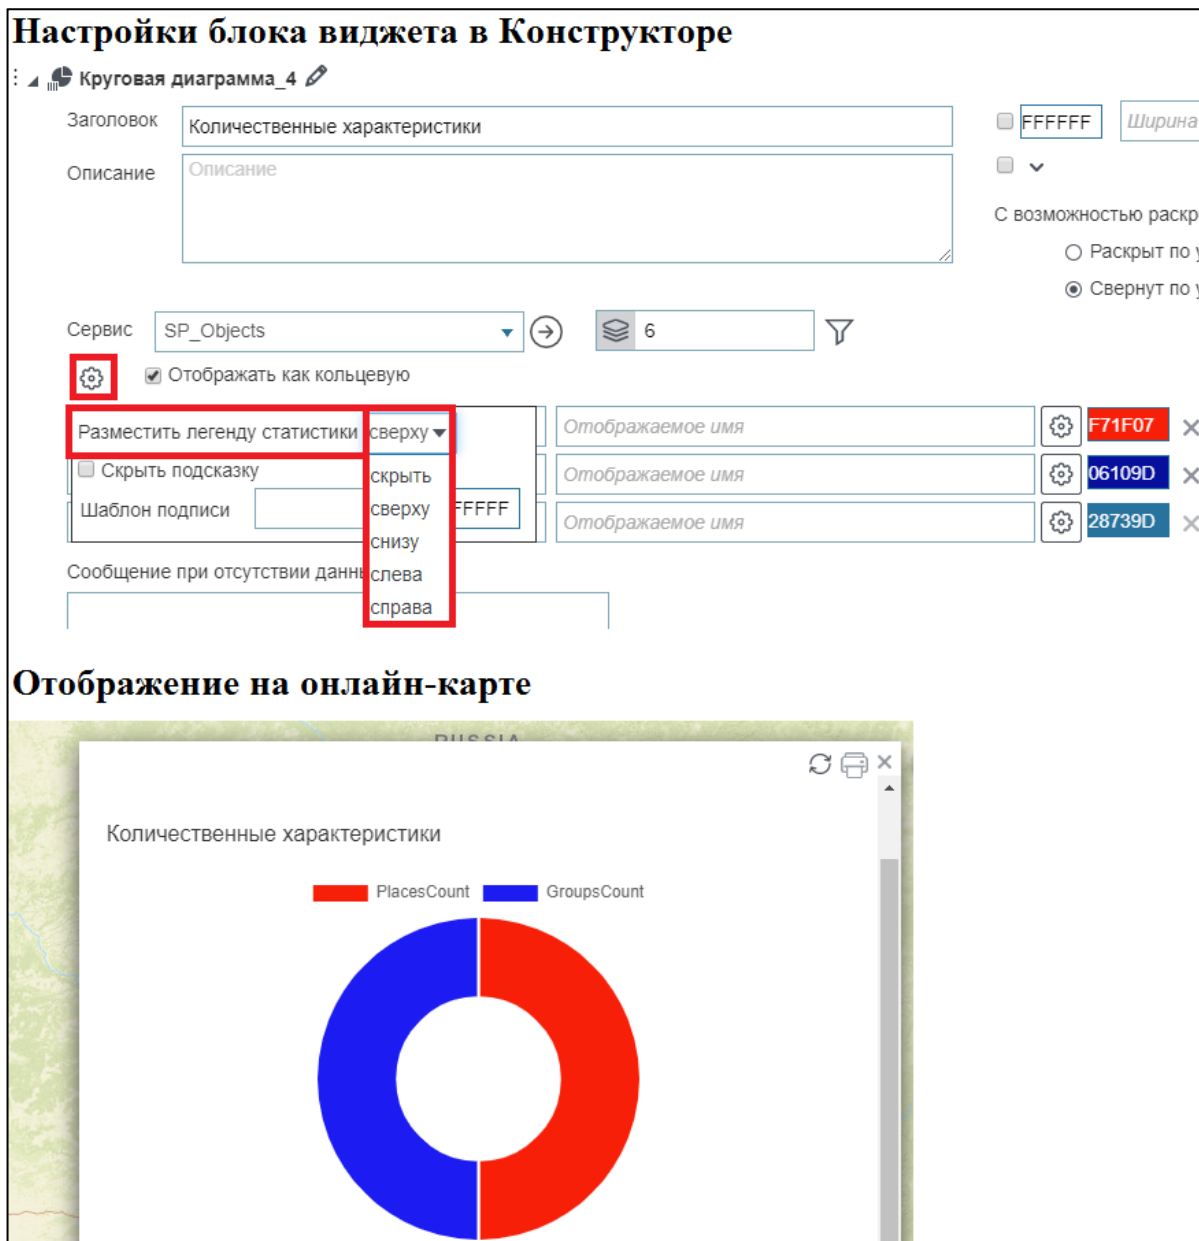 Настройки блока виджета в Конструкторе
Круговая диаграмма_4
Заголовок
Количественные характеристики
FFFFFF
Ширина
Описание
Описание
С возможностью раскр
Раскрыт по у
Свернут по у
Сервис
SP_Objects
6
Отображать как кольцевую
Разместить легенду статистики
сверху
Отображаемое имя
F71F07
Скрыть подсказку
скрыть
Отображаемое имя
06109D
Шаблон подписи
сверху
FFFFF
Отображаемое имя
28739D
снизу
Сообщение при отсутствии данн
слева
справа
Отображение на онлайн-карте
RUSSIA
Количественные характеристики
PlacesCount
GroupsCount